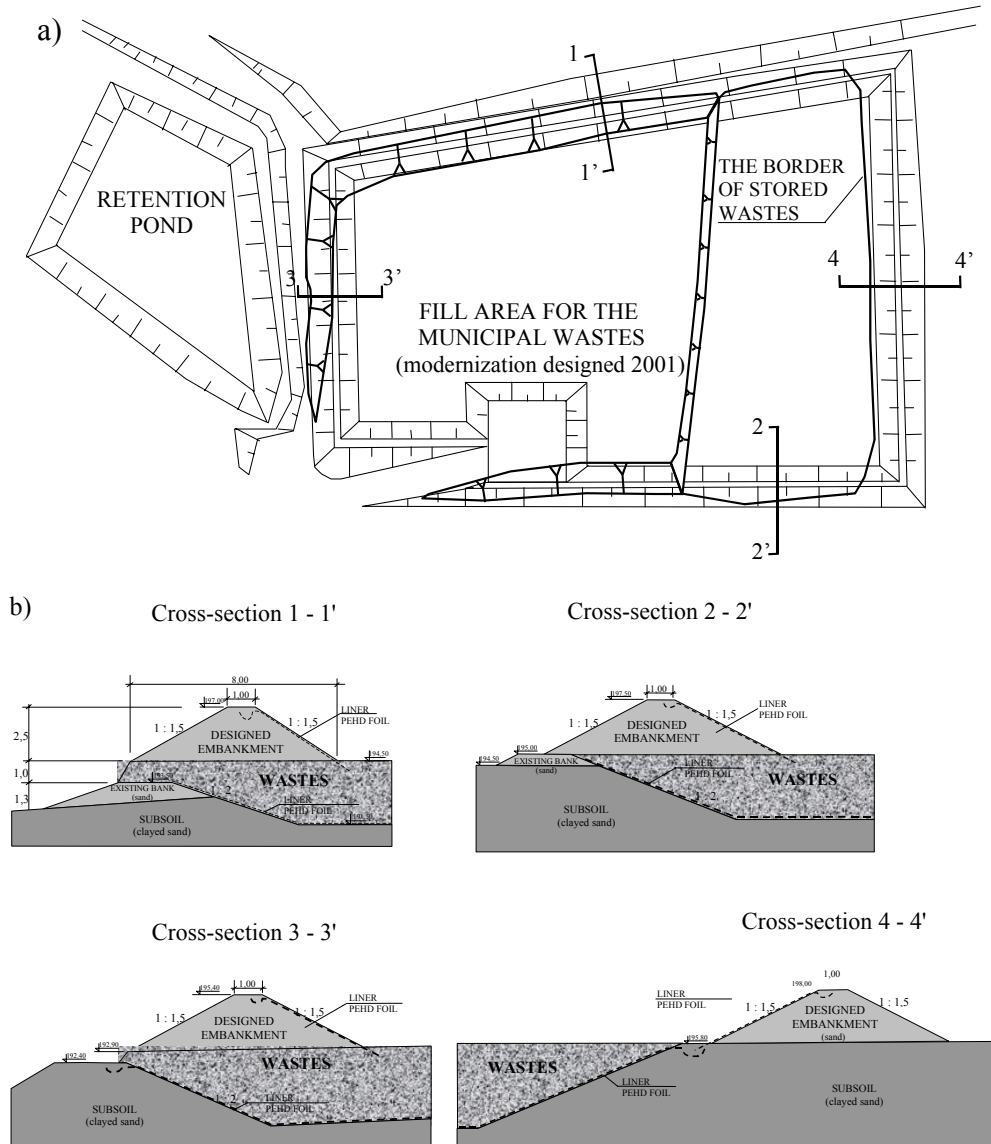 a)
1
1'
RETENTION
POND
THE BORDER
OF STORED
WASTES
3
3'
4
4'
FILL AREA FOR THE
MUNICIPAL WASTES
(modernization designed 2001)
2
2'
b)
Cross-section 1 - 1'
8,00
1,00
197,00
1 : 1,5
1 : 1,5
LINER
PEHD FOIL
DESIGNED
EMBANKMENT
2,5
1,0
1,3
194,50
WASTES
EXISTING BANK
(sand)
LINER
PEHD FOIL
SUBSOIL
(clayed sand)
Cross-section 2 - 2'
197,50
1,00
1 : 1,5
1 : 1,5
LINER
PEHD FOIL
DESIGNED
EMBANKMENT
195,00
194,50
EXISTING BANK
(sand)
WASTES
LINER
PEHD FOIL
SUBSOIL
(clayed sand)
Cross-section 3 - 3'
195,40
1,00
1 : 1,5
1 : 1,5
LINER
PEHD FOIL
DESIGNED
EMBANKMENT
192,90
192,40
WASTES
LINER
PEHD FOIL
SUBSOIL
(clayed sand)
Cross-section 4 - 4'
1,00
198,00
LINER
PEHD FOIL
1 : 1,5
1 : 1,5
DESIGNED
EMBANKMENT
(sand)
195,80
WASTES
LINER
PEHD FOIL
SUBSOIL
(clayed sand)